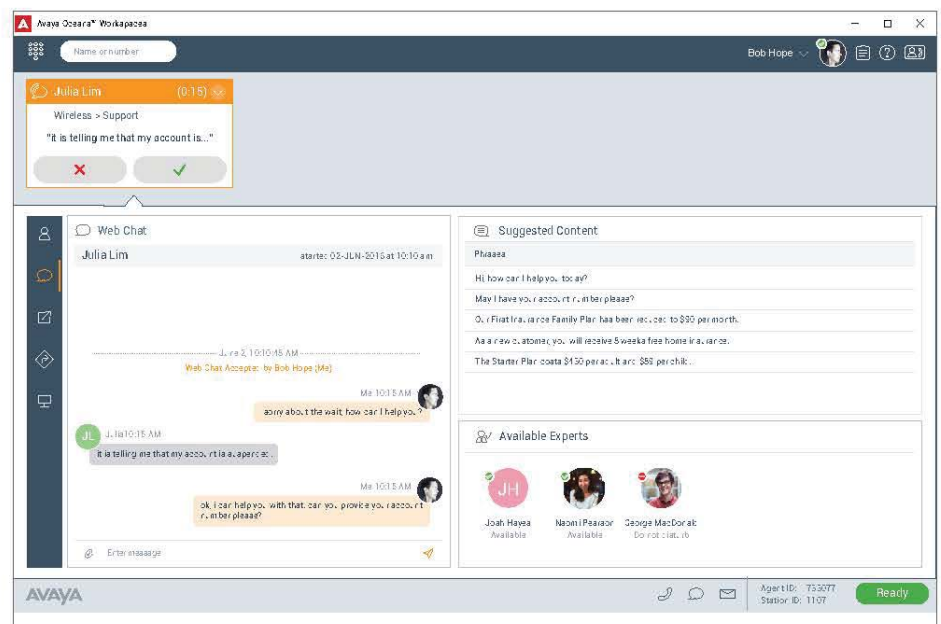 Avaya Oceana™ Workspaces
Name or number
Bob Hope
Julia Lim (0:15)
Wireless > Support
"it is telling me that my account is..."
Web Chat
Julia Lim
started 02-JUN-2016 at 10:10 am
June 2, 10:10:45 AM
Web Chat Accepted by Bob Hope (Me)
Me 10:15 AM
sorry about the wait, how can I help you?
JL
Julia 10:15 AM
it is telling me that my account is suspended.
Me 10:15 AM
ok, i can help you with that. can you provide your account
number please?
Enter message
Suggested Content
Phrases
Hi, how can I help you today?
May I have your account number please?
Our First Insurance Family Plan has been reduced to $90 per month.
As a new customer, you will receive 8 weeks free home insurance.
The Starter Plan costs per adult and per child.
Available Experts
JH
Joah Hayes
Available
Naomi Pearson
Available
George MacDonald
Do not disturb
AVAYA
Agent ID:
Station ID: 1107
Ready